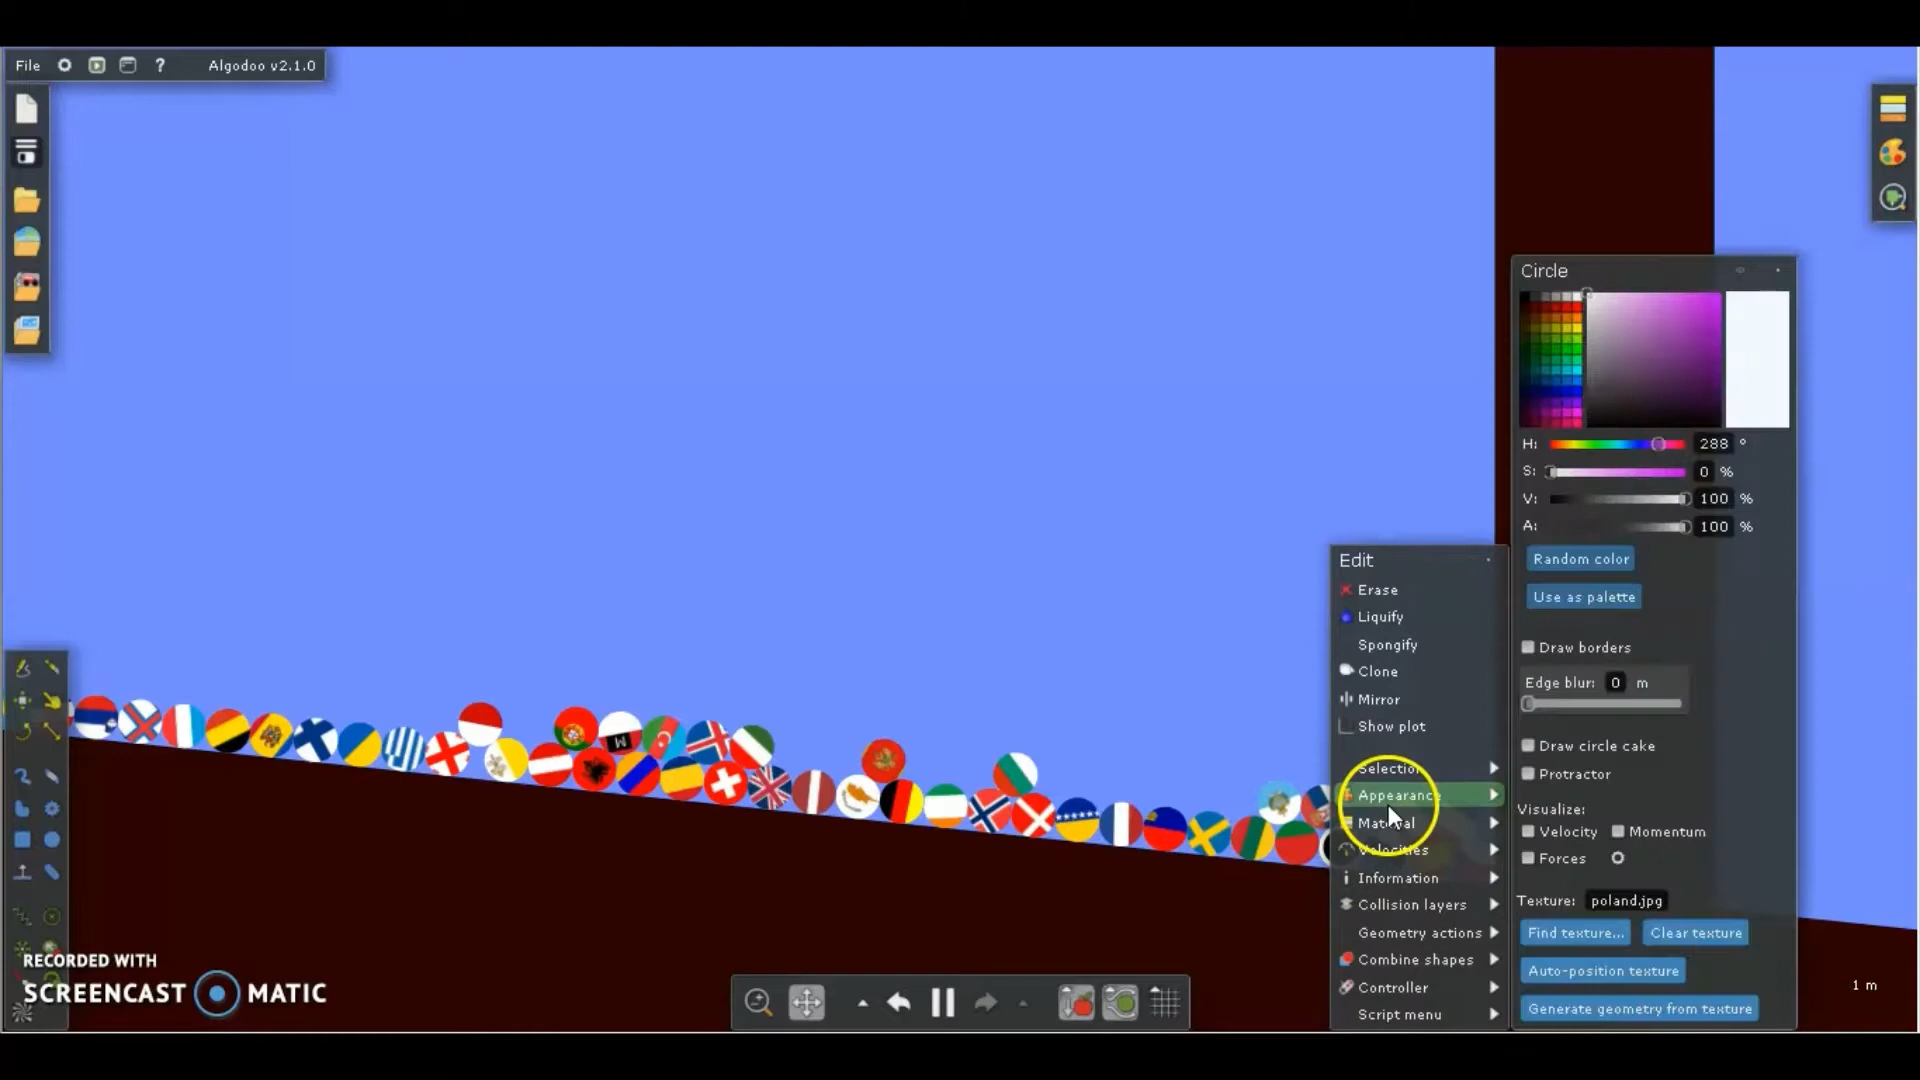 File ? Algodoo v2.1.0
Circle
H: 288 °
S: 0 %
V: 100 %
A: 100 %
Random color
Use as palette
Draw borders
Edge blur: 0 m
Draw circle cake
Protractor
Visualize:
Velocity Momentum
Forces
Texture: poland.jpg
Find texture... Clear texture
Auto-position texture
Generate geometry from texture
Edit
Erase
Liquify
Spongify
Clone
Mirror
Show plot
Selection
Appearance
Material
Velocities
Information
Collision layers
Geometry actions
Combine shapes
Controller
Script menu
1 m
RECORDED WITH
SCREENCAST MATIC